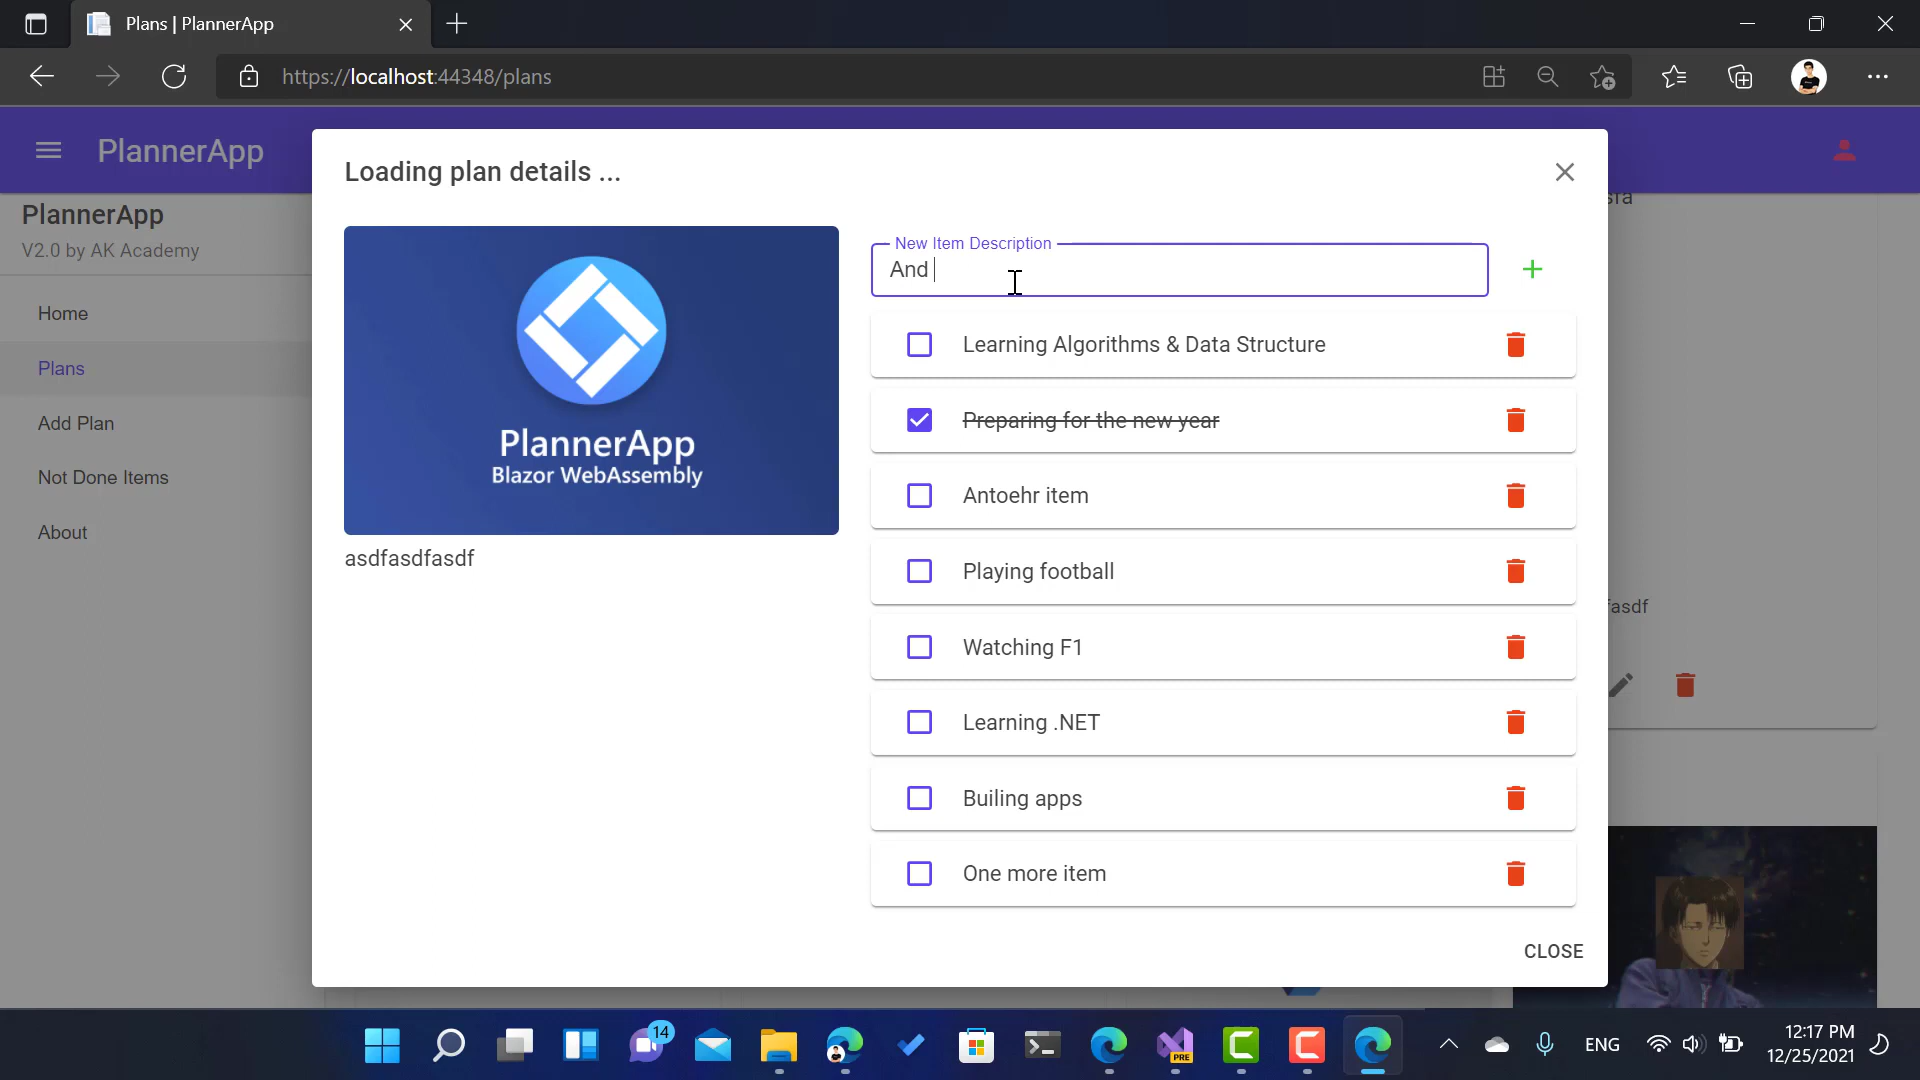 Plans | PlannerApp
https://localhost:44348/plans
PlannerApp
Loading plan details ...
sfa
PlannerApp
V2.0 by AK Academy
New Item Description
And
Home
Learning Algorithms & Data Structure
Plans
Preparing for the new year
Add Plan
PlannerApp
Blazor WebAssembly
Not Done Items
Antoehr item
About
asdfasdfasdf
Playing football
fasdf
Watching F1
Learning .NET
Builing apps
One more item
CLOSE
14
PRE
ENG
12:17 PM
12/25/2021